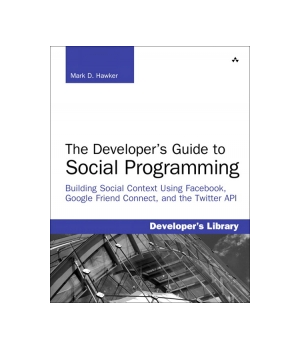 Mark D. Hawker
The Developer's Guide to
Social Programming
Building Social Context Using Facebook,
Google Friend Connect, and the Twitter API
Developer's Library